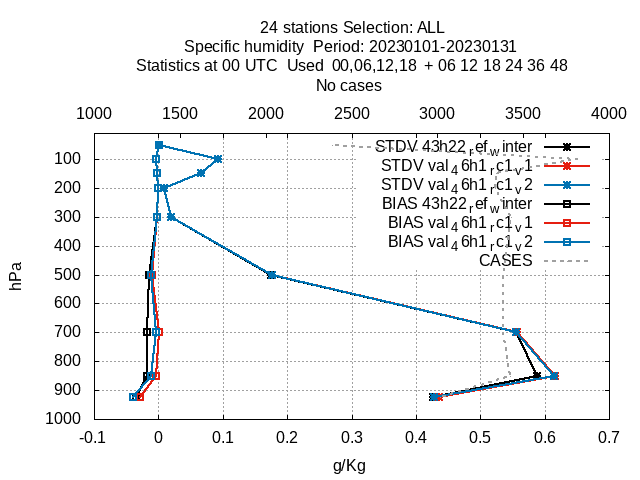 24 stations Selection: ALL
Specific humidity  Period: 20230101-20230131
Statistics at 00 UTC  Used  00,06,12,18  + 06 12 18 24 36 48
No cases
1000 1500 2000 2500 3000 3500 4000
STDV 43h22_ref_winter
STDV val_46h1_rc1_v1
STDV val_46h1_rc1_v2
BIAS 43h22_ref_winter
BIAS val_46h1_rc1_v1
BIAS val_46h1_rc1_v2
CASES
hPa
100
200
300
400
500
600
700
800
900
1000
-0.1 0 0.1 0.2 0.3 0.4 0.5 0.6 0.7
g/Kg